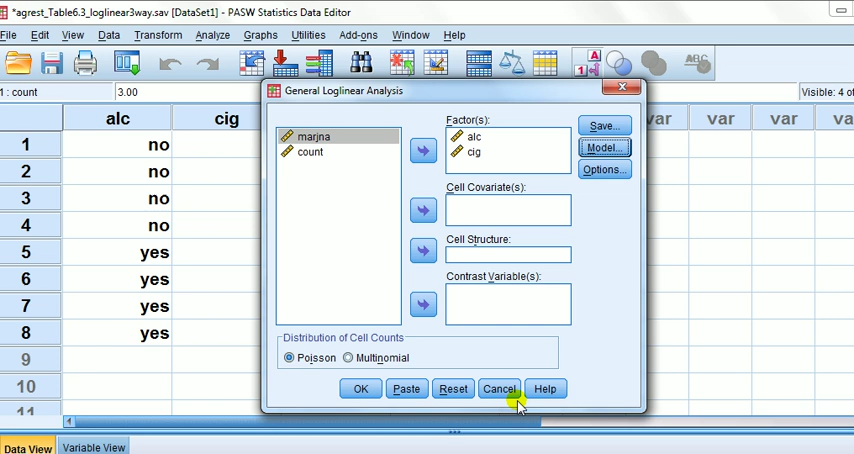 *agrest_Table6.3_loglinear3way.sav [DataSet1] - PASW Statistics Data Editor
File Edit View Data Transform Analyze Graphs Utilities Add-ons Window Help
A
1
ABC
1 : count 3.00 Visible: 4 of
alc cig var var var va
1 no
2 no
3 no
4 no
5 yes
6 yes
7 yes
8 yes
9
10
11
General Loglinear Analysis
marjna
count
Factor(s):
alc
cig
Save...
Model...
Options...
Cell Covariate(s):
Cell Structure:
Contrast Variable(s):
Distribution of Cell Counts
Poisson Multinomial
OK Paste Reset Cancel Help
Data View Variable View